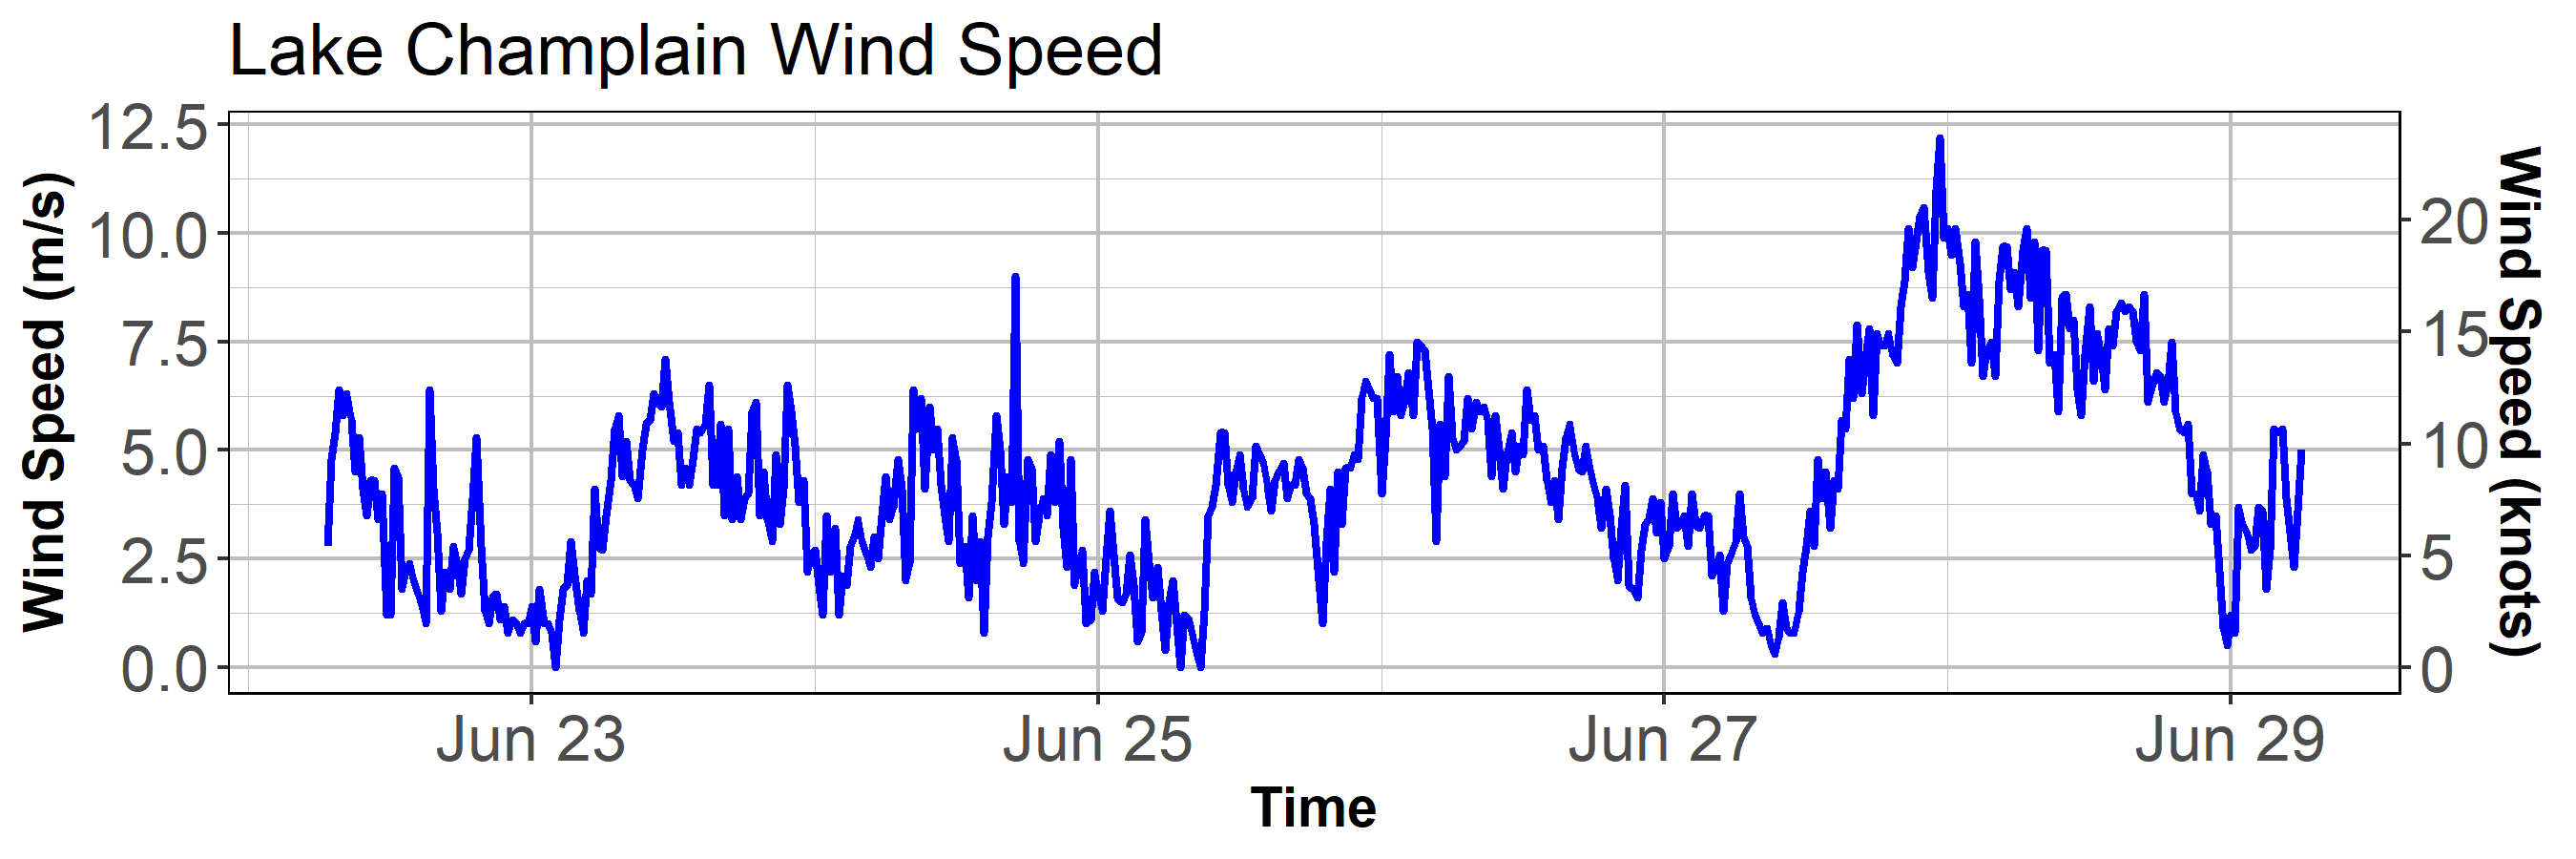 Lake Champlain Wind Speed
Wind Speed (m/s)
12.5
10.0
7.5
5.0
2.5
0.0
20
15
10
5
0
Wind Speed (knots)
Jun 23
Jun 25
Jun 27
Jun 29
Time